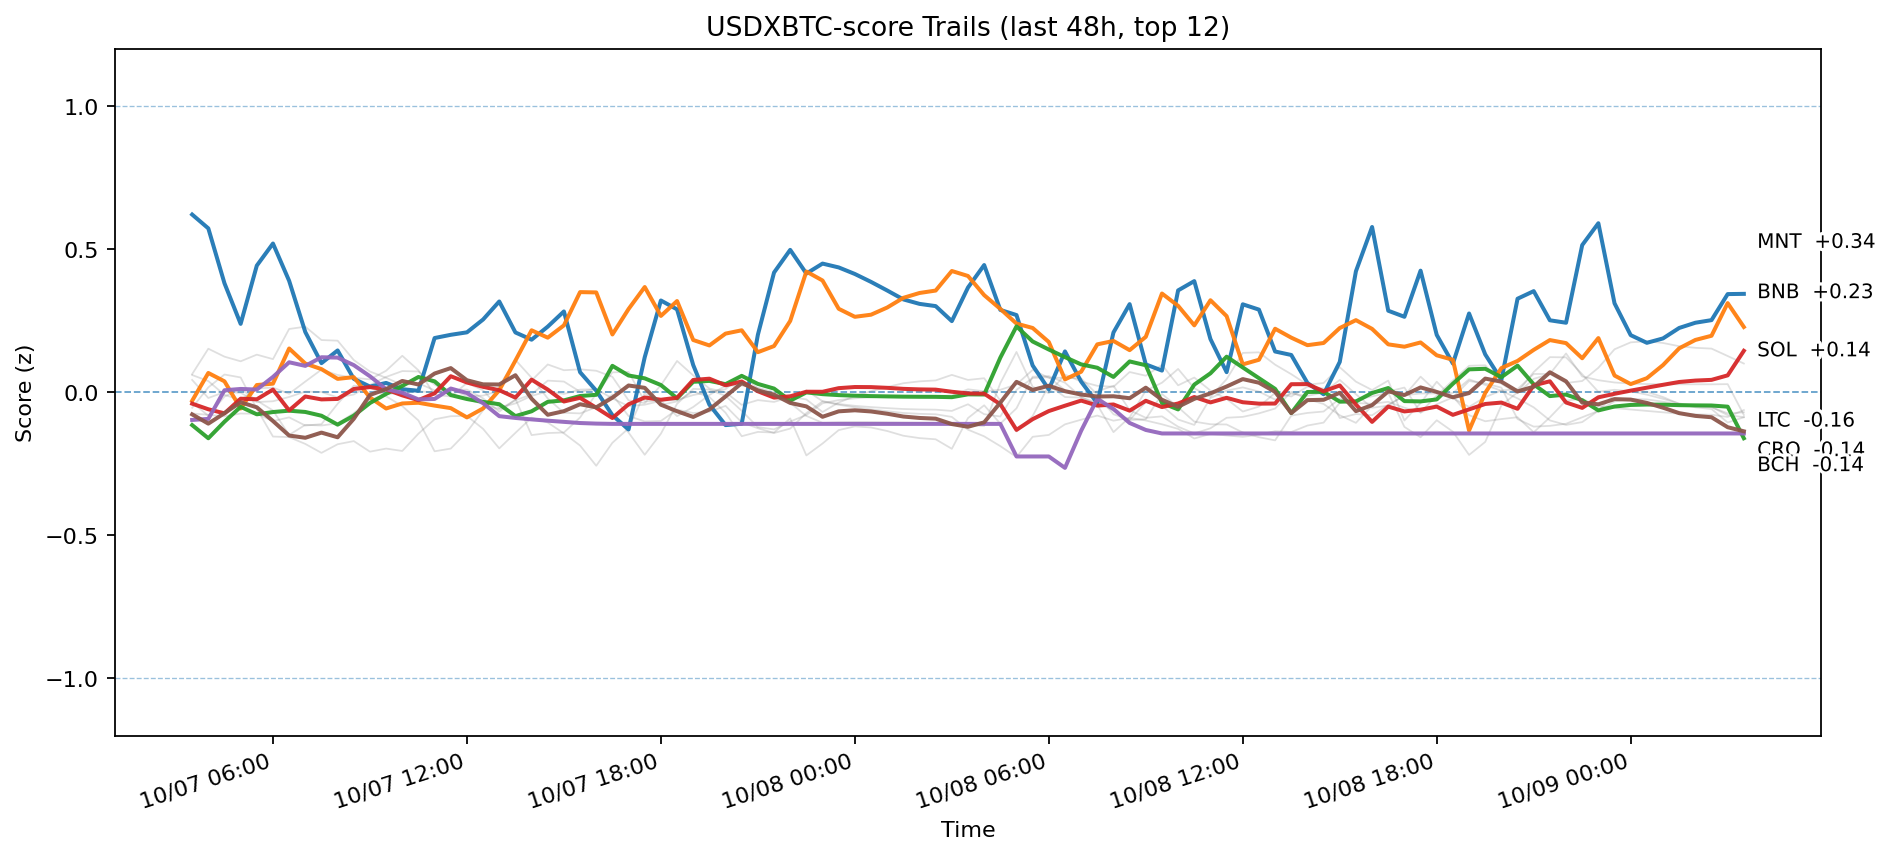 USDXBTC-score Trails (last 48h, top 12)
Score (z)
1.0
0.5
0.0
−0.5
−1.0
MNT +0.34
BNB +0.23
SOL +0.14
LTC -0.16
CRO -0.14
BCH -0.14
10/07 06:00
10/07 12:00
10/07 18:00
10/08 00:00
10/08 06:00
10/08 12:00
10/08 18:00
10/09 00:00
Time